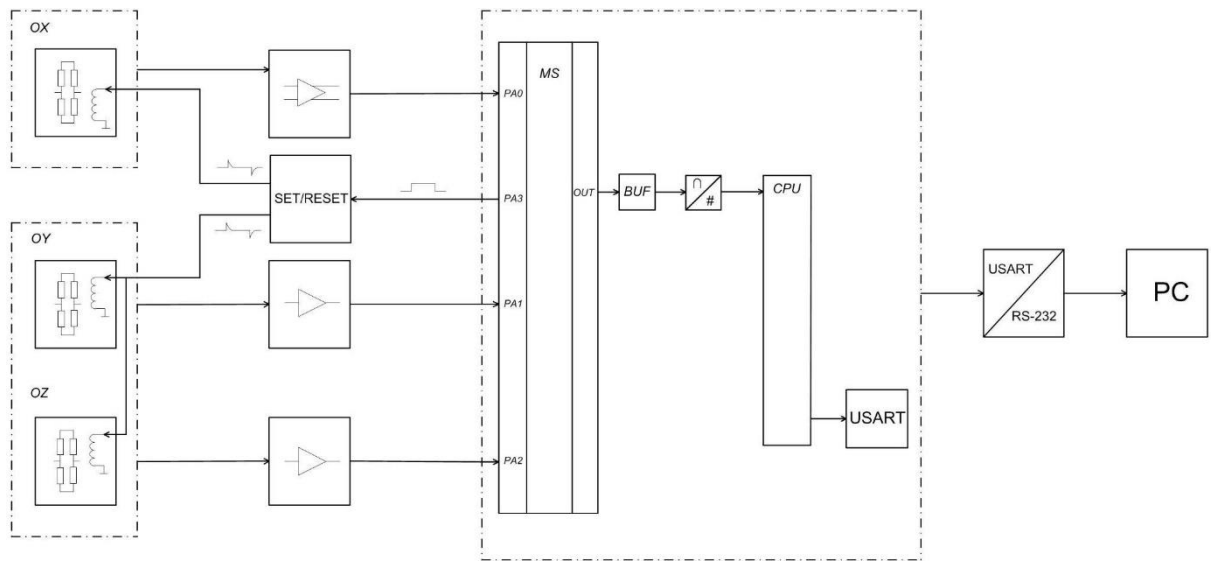 OX
MS
PA0
SET/RESET
PA3
OUT
BUF
∩
#
CPU
OY
PA1
USART
RS-232
PC
OZ
PA2
USART